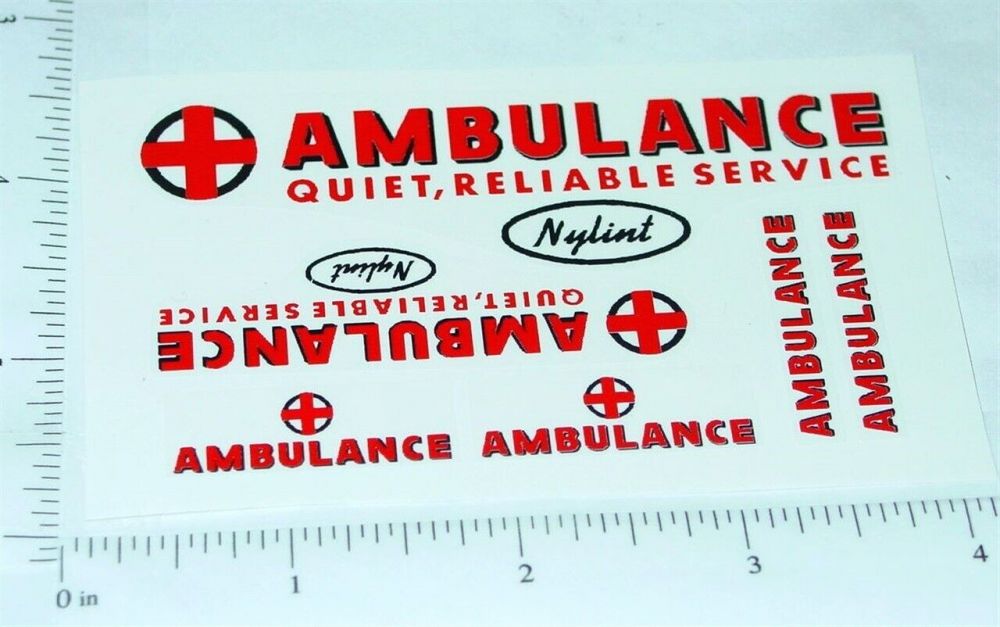 AMBULANCE
QUIET, RELIABLE SERVICE
Nylint
Nylint
QUIET, RELIABLE SERVICE
AMBULANCE
AMBULANCE
AMBULANCE
AMBULANCE
AMBULANCE
3
0 in
1
2
3
4